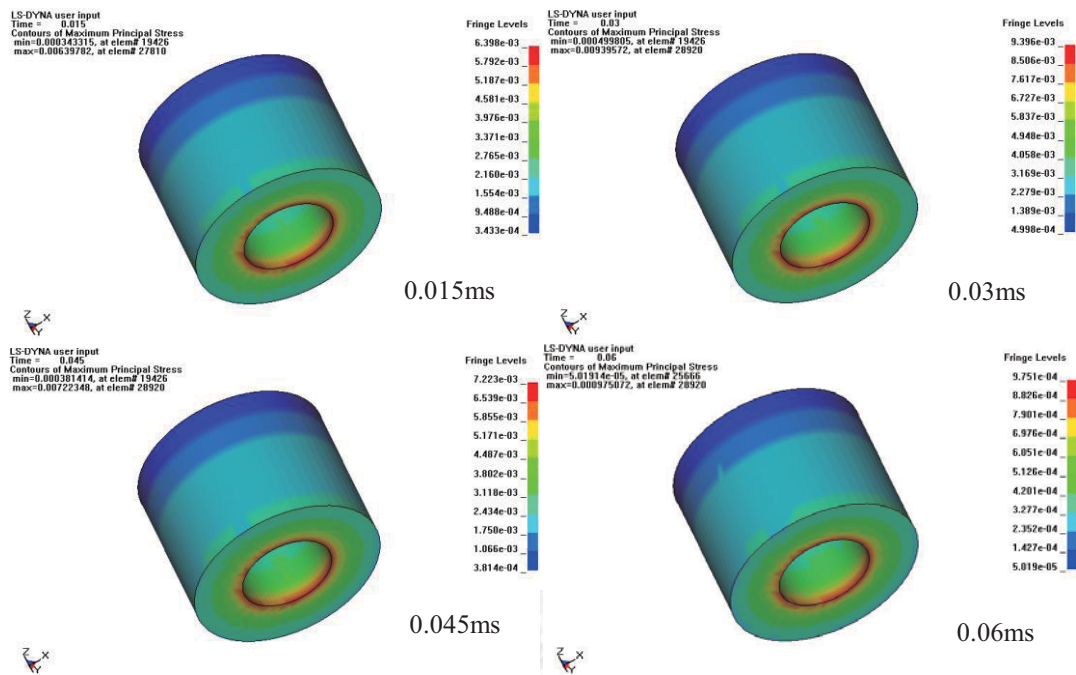 LS-DYNA user input
Time = 0.015
Contours of Maximum Principal Stress
min=0.000343315, at elem# 19426
max=0.00639782, at elem# 27810
Fringe Levels
6.398e-03
5.792e-03
5.187e-03
4.581e-03
3.976e-03
3.371e-03
2.765e-03
2.160e-03
1.554e-03
9.488e-04
3.433e-04
0.015ms
Z
X
Y
LS-DYNA user input
Time = 0.03
Contours of Maximum Principal Stress
min=0.000499805, at elem# 19426
max=0.00939572, at elem# 28920
Fringe Levels
9.396e-03
8.506e-03
7.617e-03
6.727e-03
5.837e-03
4.948e-03
4.058e-03
3.169e-03
2.279e-03
1.389e-03
4.998e-04
0.03ms
Z
X
Y
LS-DYNA user input
Time = 0.045
Contours of Maximum Principal Stress
min=0.000381414, at elem# 19426
max=0.00722348, at elem# 28920
Fringe Levels
7.223e-03
6.539e-03
5.855e-03
5.171e-03
4.487e-03
3.802e-03
3.118e-03
2.434e-03
1.750e-03
1.066e-03
3.814e-04
0.045ms
Z
X
Y
LS-DYNA user input
Time = 0.06
Contours of Maximum Principal Stress
min=5.01914e-05, at elem# 25666
max=0.000975072, at elem# 28920
Fringe Levels
9.751e-04
8.826e-04
7.901e-04
6.976e-04
6.051e-04
5.126e-04
4.201e-04
3.277e-04
2.352e-04
1.427e-04
5.019e-05
0.06ms
Z
X
Y